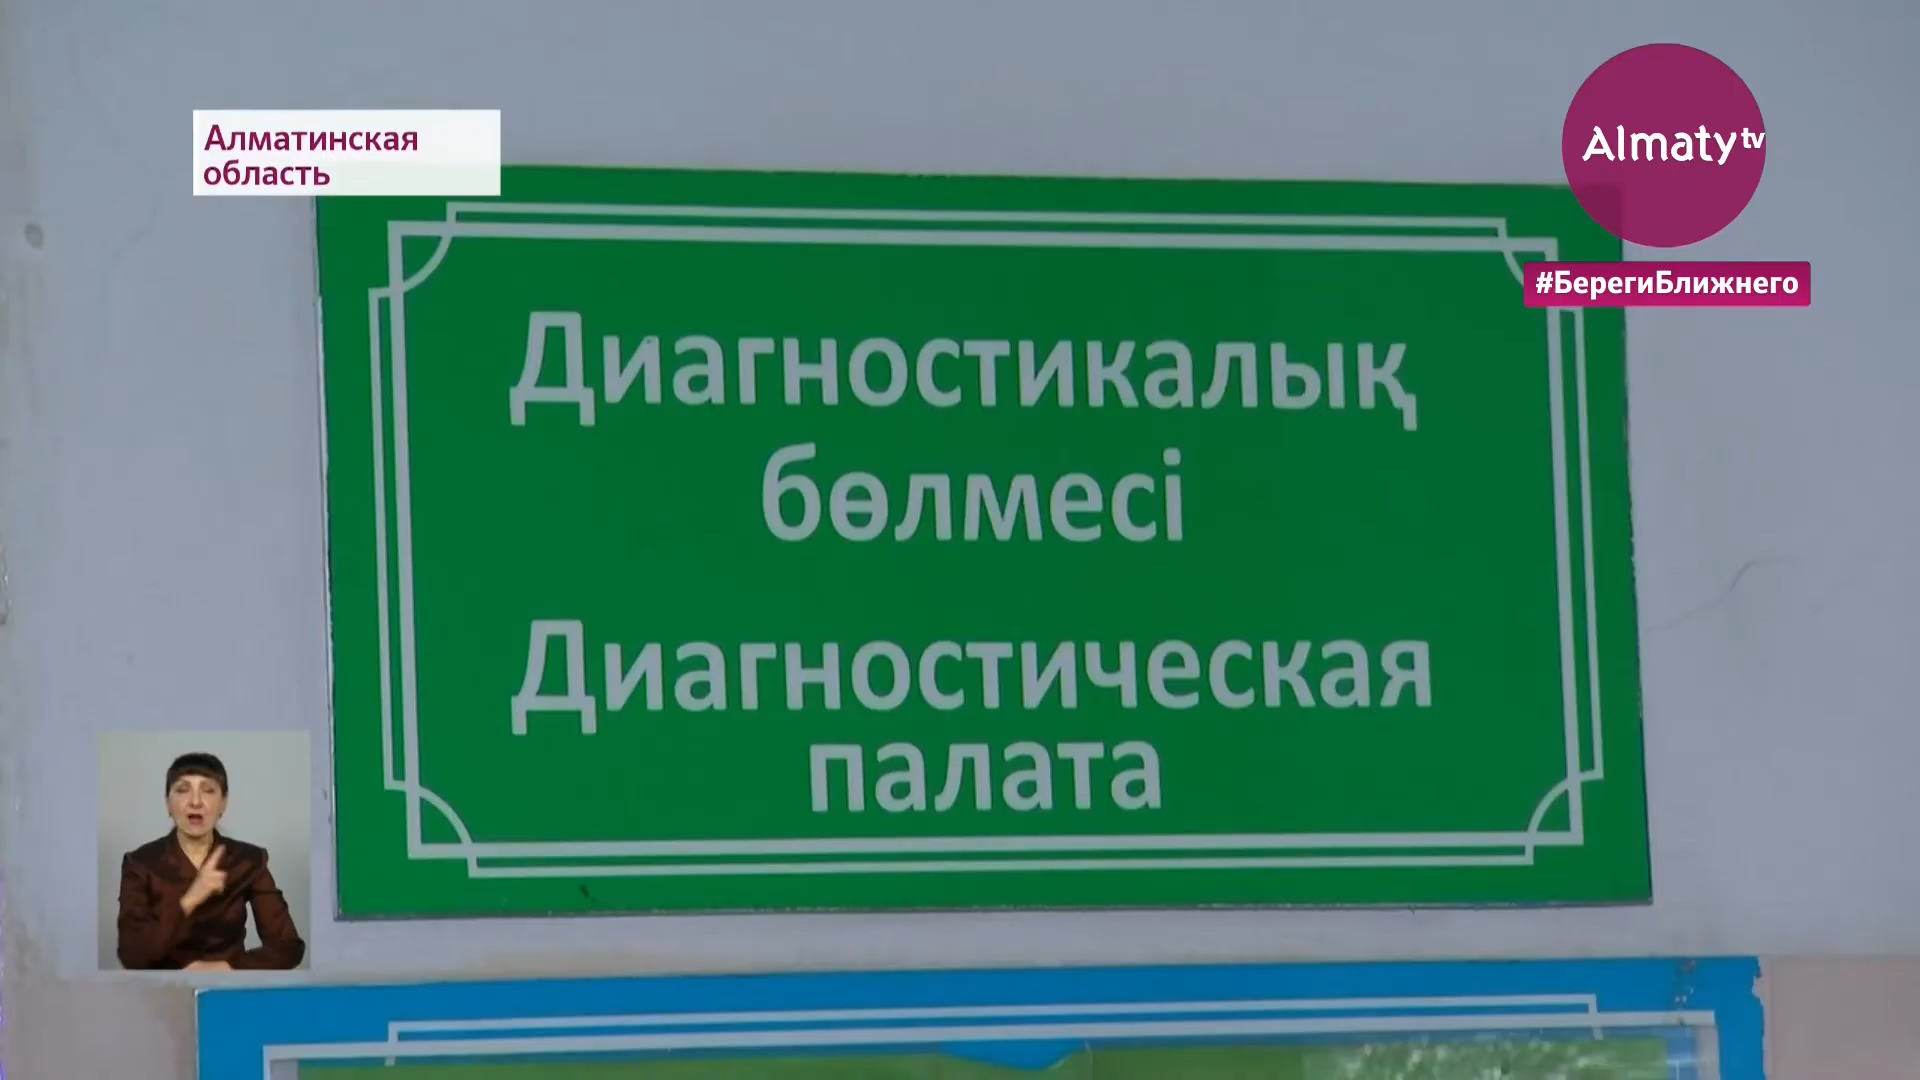 Алматинская
область
Almaty tv
#БерегиБлижнего
Диагностикалық
бөлмесі
Диагностическая
палата